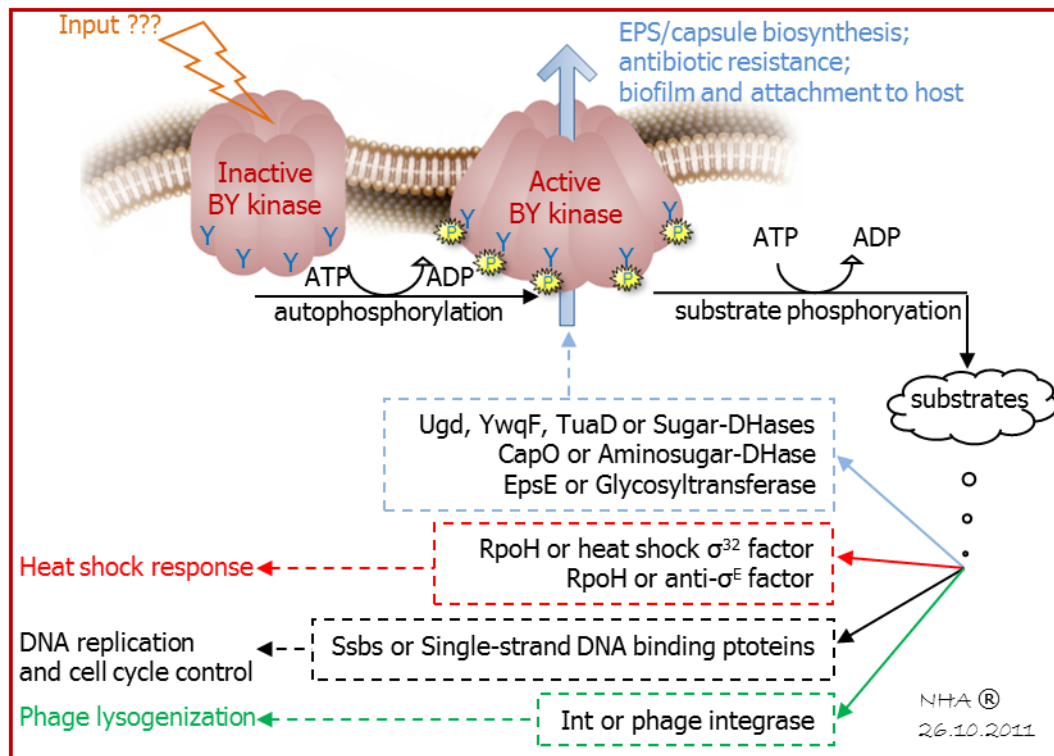 Input ???
EPS/capsule biosynthesis;
antibiotic resistance;
biofilm and attachment to host
Inactive
BY kinase
Active
BY kinase
Y
Y
Y
Y
Y
P
Y
P
Y
P
Y
P
Y
P
ATP
ADP
autophosphorylation
ATP
ADP
substrate phosphoryation
substrates
Ugd, YwqF, TuaD or Sugar-DHases
CapO or Aminosugar-DHase
EpsE or Glycosyltransferase
Heat shock response
RpoH or heat shock σ³² factor
RpoH or anti-σᴱ factor
DNA replication
and cell cycle control
Ssbs or Single-strand DNA binding ptoteins
Phage lysogenization
Int or phage integrase
NHA ®
26.10.2011